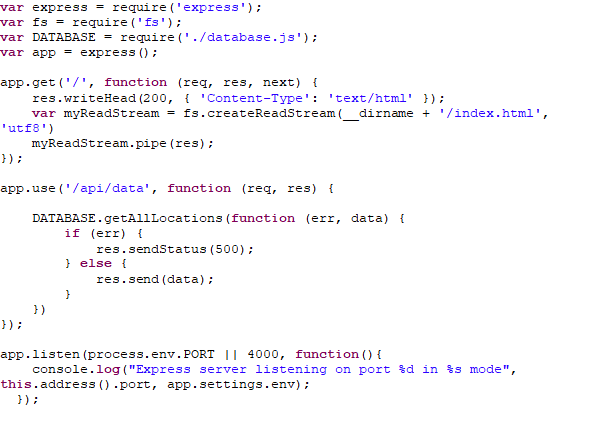 var express = require('express');
var fs = require('fs');
var DATABASE = require('./database.js');
var app = express();

app.get('/', function (req, res, next) {
    res.writeHead(200, { 'Content-Type': 'text/html' });
    var myReadStream = fs.createReadStream(__dirname + '/index.html',
'utf8')
    myReadStream.pipe(res);
});

app.use('/api/data', function (req, res) {

    DATABASE.getAllLocations(function (err, data) {
        if (err) {
            res.sendStatus(500);
        } else {
            res.send(data);
        }
    })
});

app.listen(process.env.PORT || 4000, function(){
    console.log("Express server listening on port %d in %s mode",
this.address().port, app.settings.env);
  });